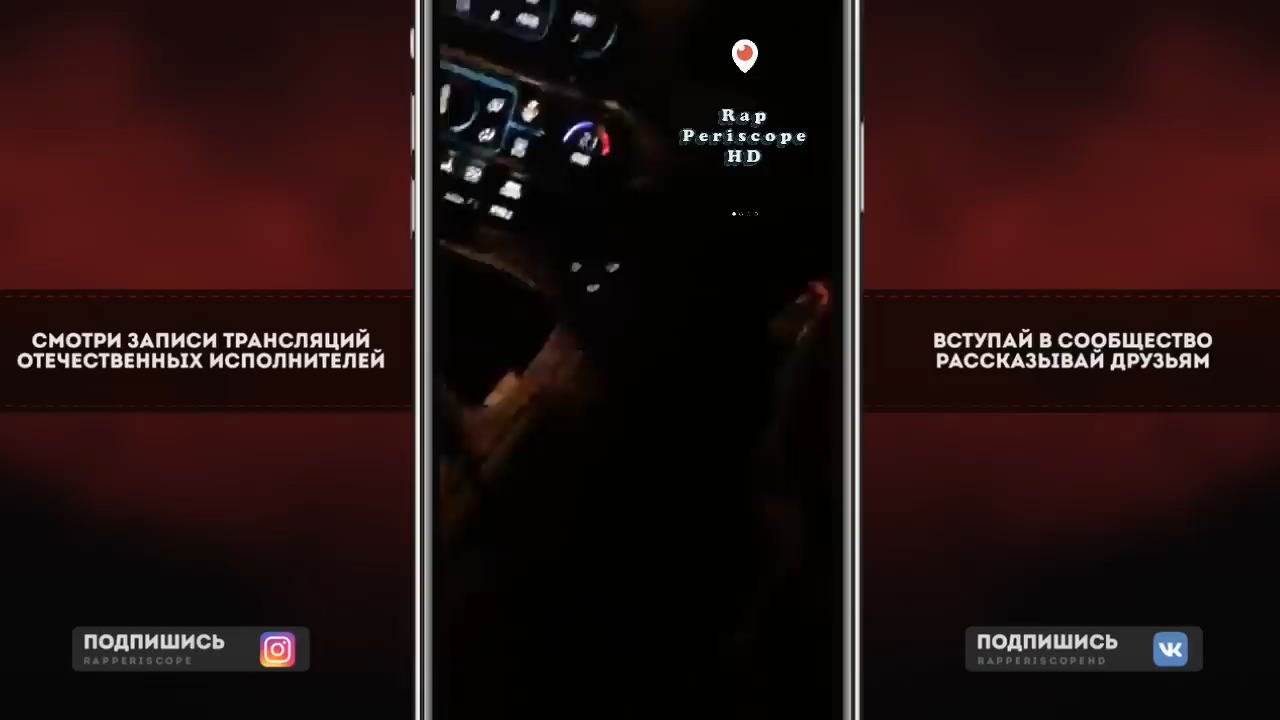 Rap
Periscope
HD
СМОТРИ ЗАПИСИ ТРАНСЛЯЦИЙ
ОТЕЧЕСТВЕННЫХ ИСПОЛНИТЕЛЕЙ
ВСТУПАЙ В СООБЩЕСТВО
РАССКАЗЫВАЙ ДРУЗЬЯМ
ПОДПИШИСЬ
RAPPERISCOPE
ПОДПИШИСЬ
RAPPERISCOPEHD